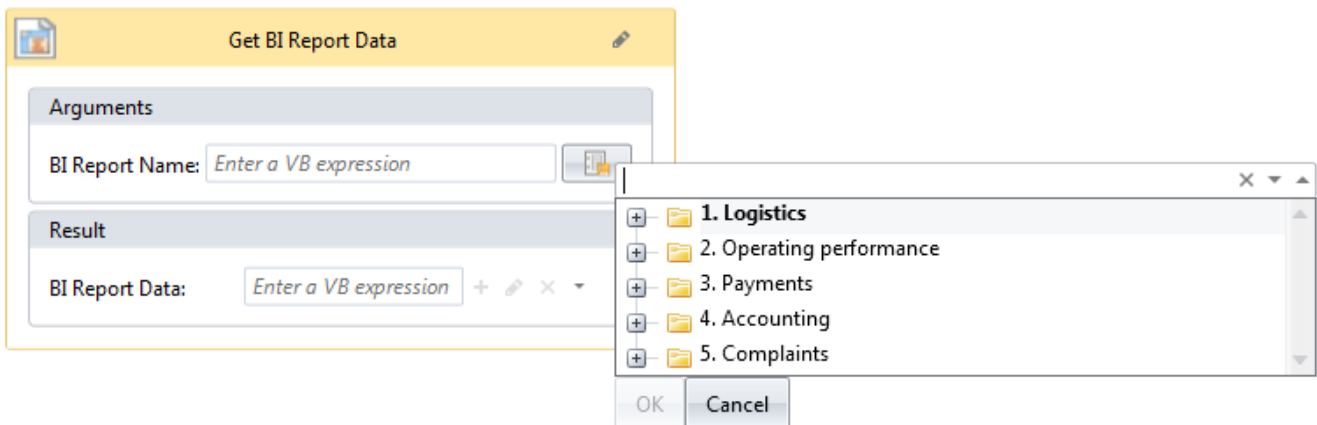 Get BI Report Data
Arguments
BI Report Name: Enter a VB expression
Result
BI Report Data: Enter a VB expression
1. Logistics
2. Operating performance
3. Payments
4. Accounting
5. Complaints
OK Cancel